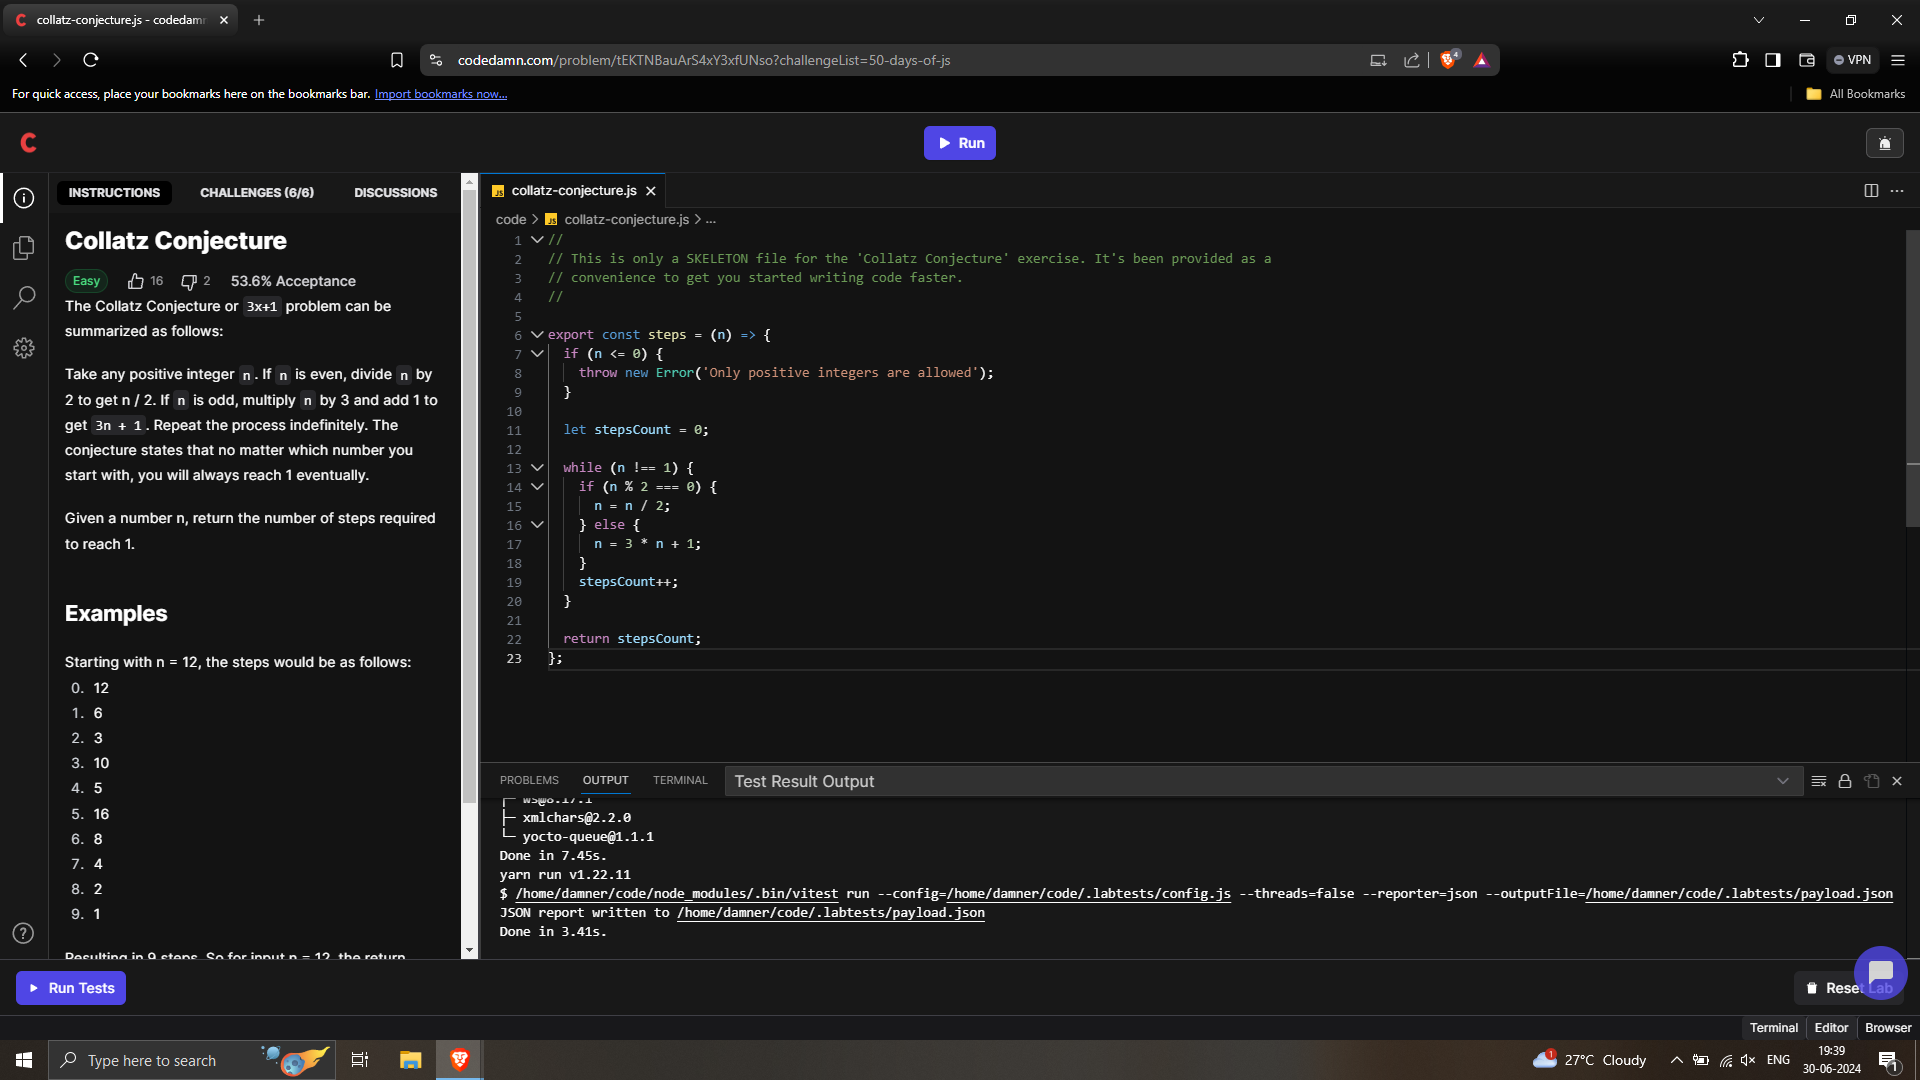 collatz-conjecture.js - codedamn
codedamn.com/problem/tEKTNBauArS4xY3xfUNso?challengeList=50-days-of-js
4
VPN
For quick access, place your bookmarks here on the bookmarks bar. Import bookmarks now...
All Bookmarks
Run
INSTRUCTIONS
CHALLENGES (6/6)
DISCUSSIONS
Collatz Conjecture
Easy 16 2 53.6% Acceptance
The Collatz Conjecture or 3x+1 problem can be
summarized as follows:
Take any positive integer n. If n is even, divide n by
2 to get n / 2. If n is odd, multiply n by 3 and add 1 to
get 3n + 1. Repeat the process indefinitely. The
conjecture states that no matter which number you
start with, you will always reach 1 eventually.
Given a number n, return the number of steps required
to reach 1.
Examples
Starting with n = 12, the steps would be as follows:
0. 12
1. 6
2. 3
3. 10
4. 5
5. 16
6. 8
7. 4
8. 2
9. 1
Resulting in 9 steps. So for input n = 12, the return
JS collatz-conjecture.js
code > JS collatz-conjecture.js > ...
1 //
2 // This is only a SKELETON file for the 'Collatz Conjecture' exercise. It's been provided as a
3 // convenience to get you started writing code faster.
4 //
5
6 export const steps = (n) => {
7 if (n <= 0) {
8 throw new Error('Only positive integers are allowed');
9 }
10
11 let stepsCount = 0;
12
13 while (n !== 1) {
14 if (n % 2 === 0) {
15 n = n / 2;
16 } else {
17 n = 3 * n + 1;
18 }
19 stepsCount++;
20 }
21
22 return stepsCount;
23 };
PROBLEMS
OUTPUT
TERMINAL
Test Result Output
├─ ws@8.17.1
├─ xmlchars@2.2.0
└─ yocto-queue@1.1.1
Done in 7.45s.
yarn run v1.22.11
$ /home/damner/code/node_modules/.bin/vitest run --config=/home/damner/code/.labtests/config.js --threads=false --reporter=json --outputFile=/home/damner/code/.labtests/payload.json
JSON report written to /home/damner/code/.labtests/payload.json
Done in 3.41s.
Run Tests
Reset Lab
Terminal
Editor
Browser
Type here to search
1
27°C Cloudy
ENG
19:39
30-06-2024
1